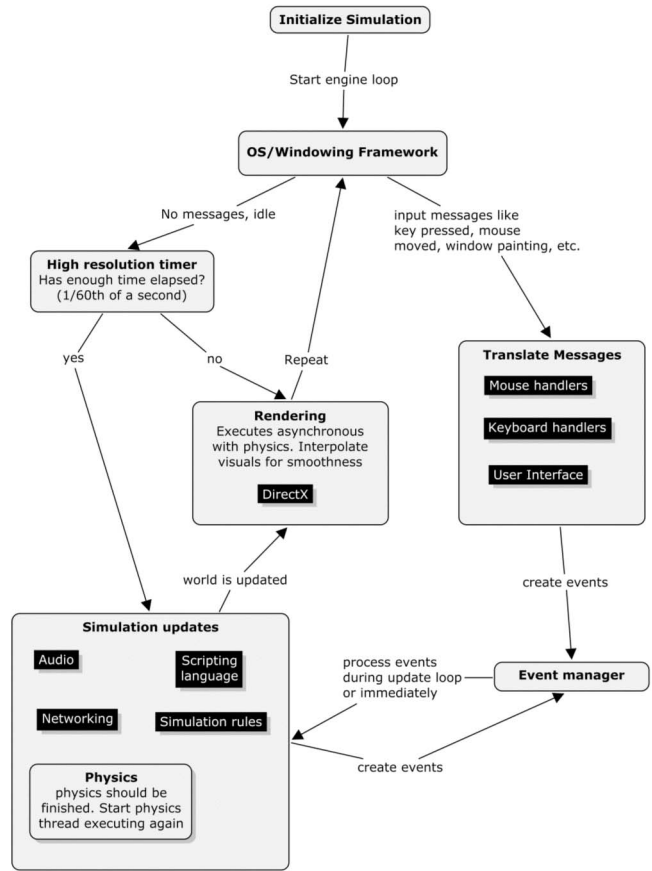 Initialize Simulation
Start engine loop
OS/Windowing Framework
No messages, idle
input messages like
key pressed, mouse
moved, window painting, etc.
High resolution timer
Has enough time elapsed?
(1/60th of a second)
yes
no
Repeat
Translate Messages
Mouse handlers
Keyboard handlers
User Interface
Rendering
Executes asynchronous
with physics. Interpolate
visuals for smoothness
DirectX
world is updated
create events
Simulation updates
Audio
Scripting
language
Networking
Simulation rules
Physics
physics should be
finished. Start physics
thread executing again
process events
during update loop
or immediately
Event manager
create events